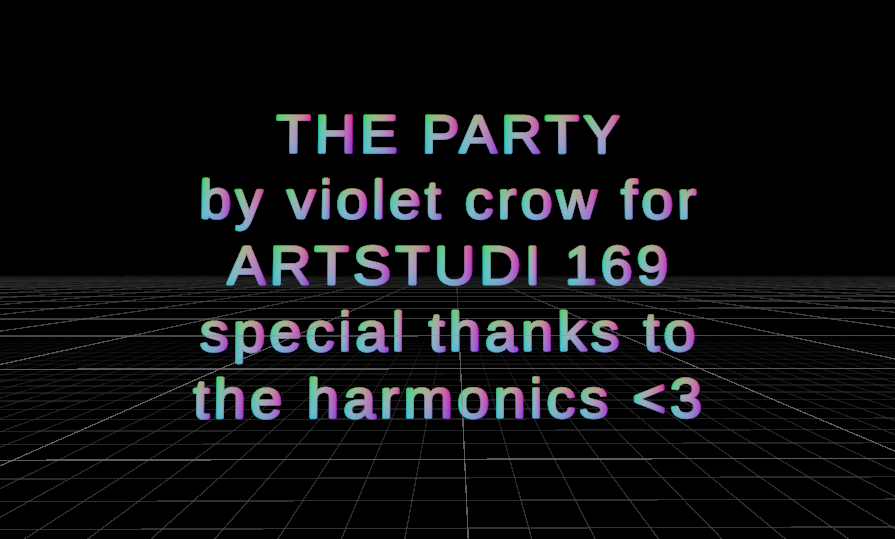 THE PARTY
by violet crow for
ARTSTUDI 169
special thanks to
the harmonics <3